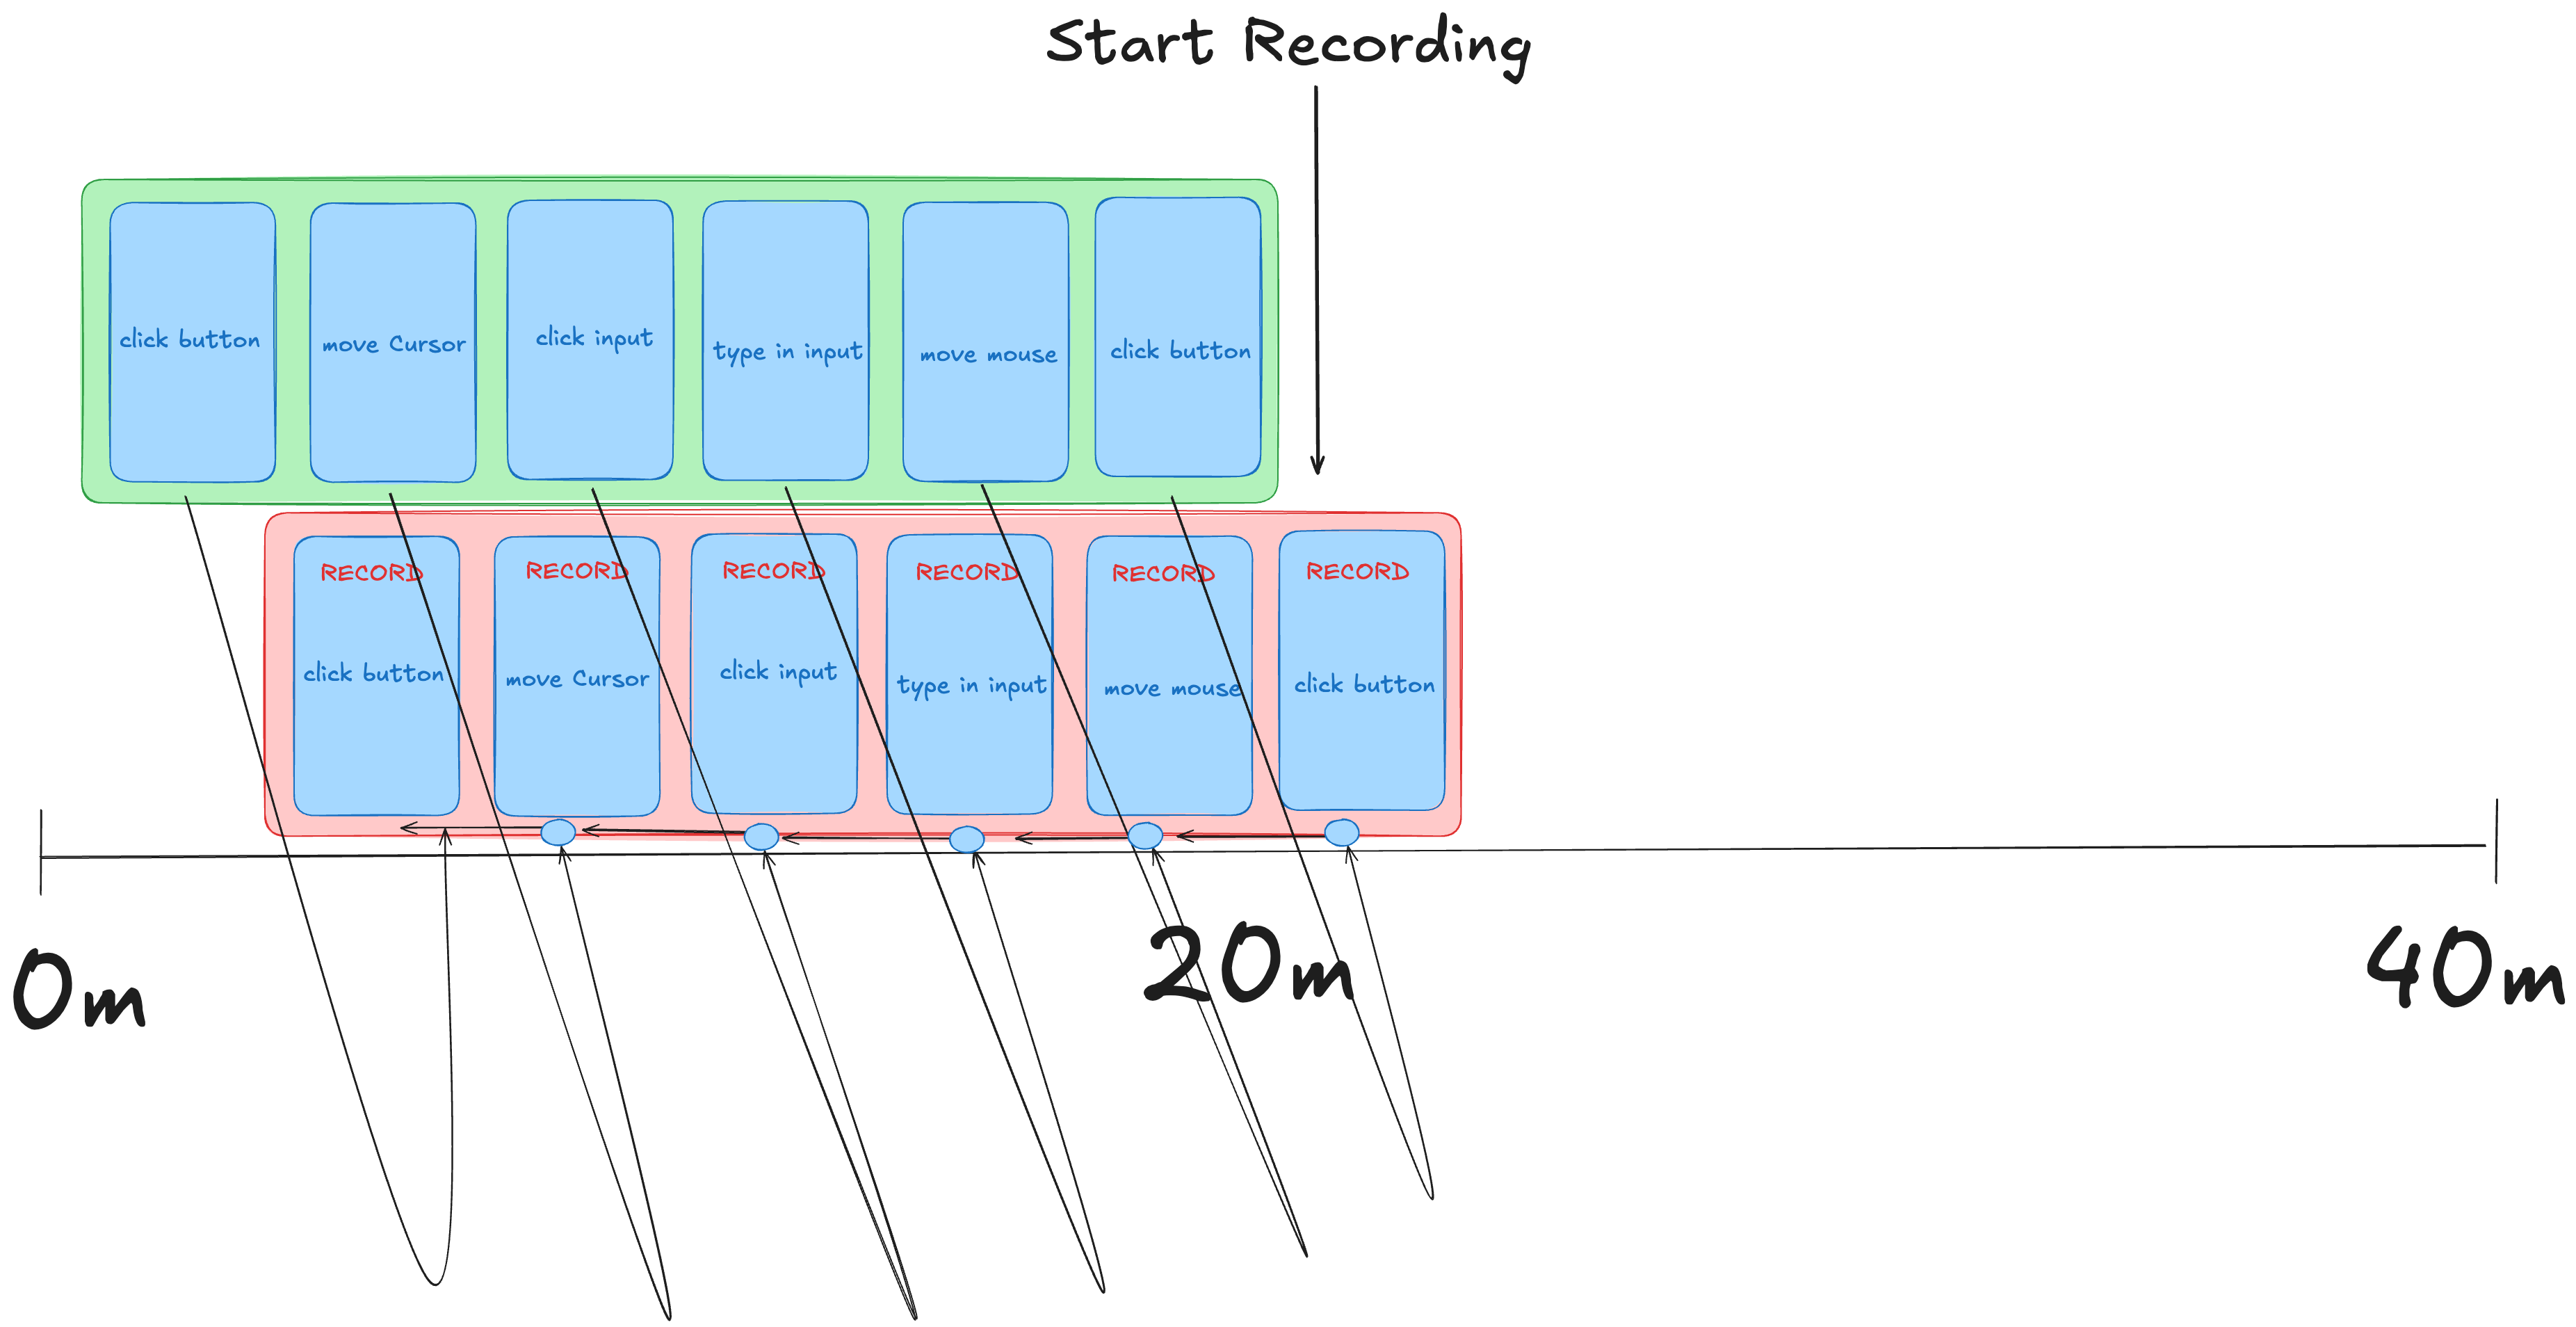 Start Recording
click button
move Cursor
click input
type in input
move mouse
click button
RECORD
RECORD
RECORD
RECORD
RECORD
RECORD
click button
move Cursor
click input
type in input
move mouse
click button
0m
20m
40m